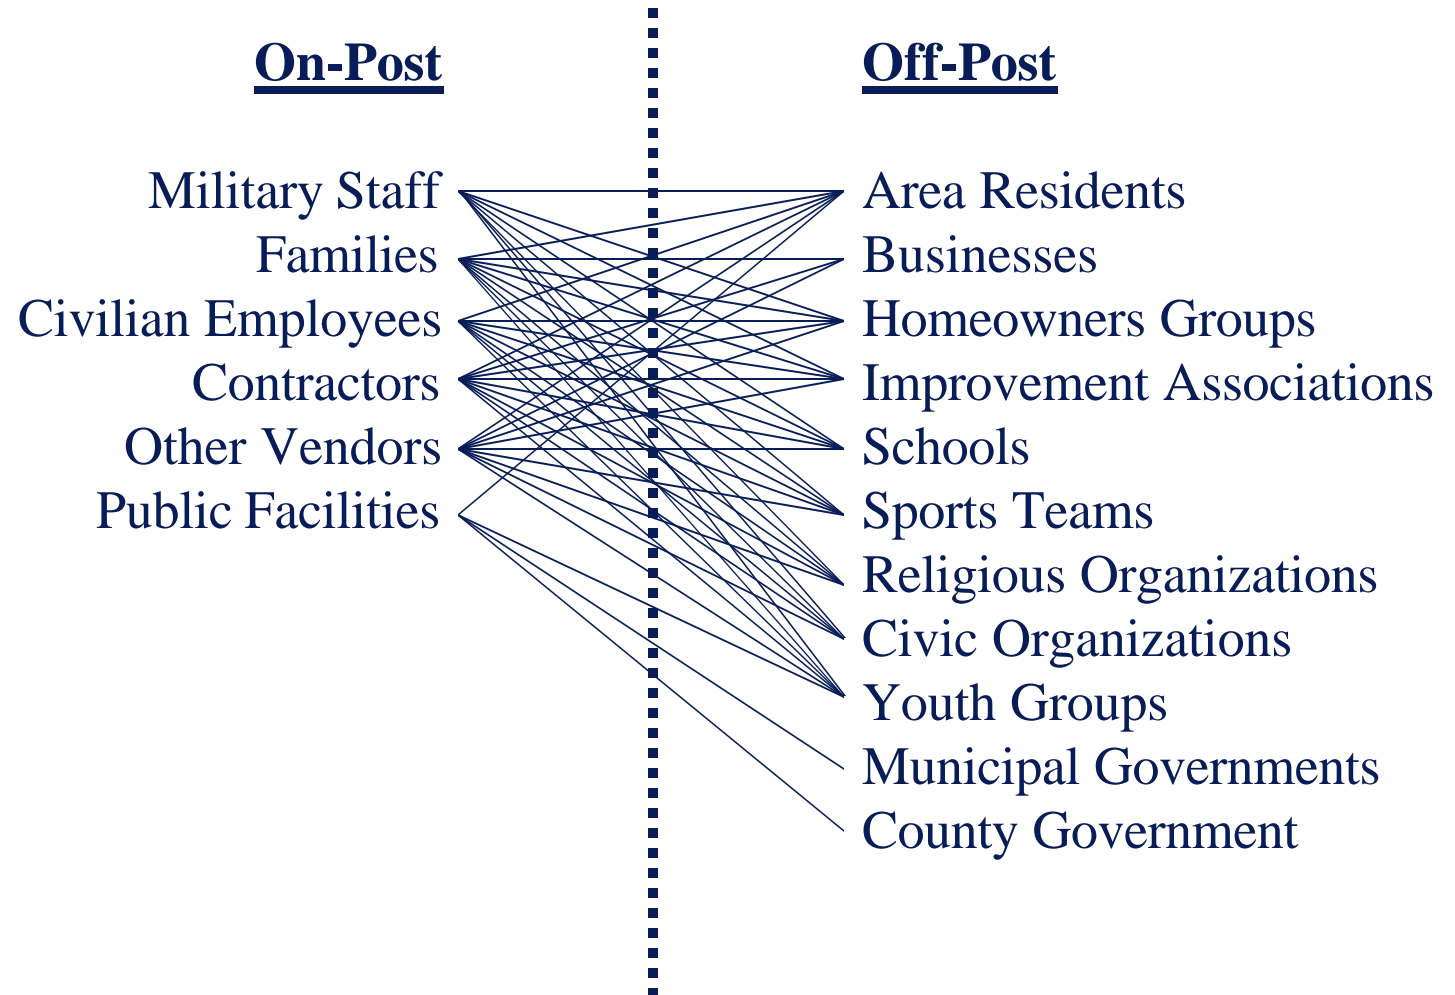 On-Post
Military Staff
Families
Civilian Employees
Contractors
Other Vendors
Public Facilities
Off-Post
Area Residents
Businesses
Homeowners Groups
Improvement Associations
Schools
Sports Teams
Religious Organizations
Civic Organizations
Youth Groups
Municipal Governments
County Government